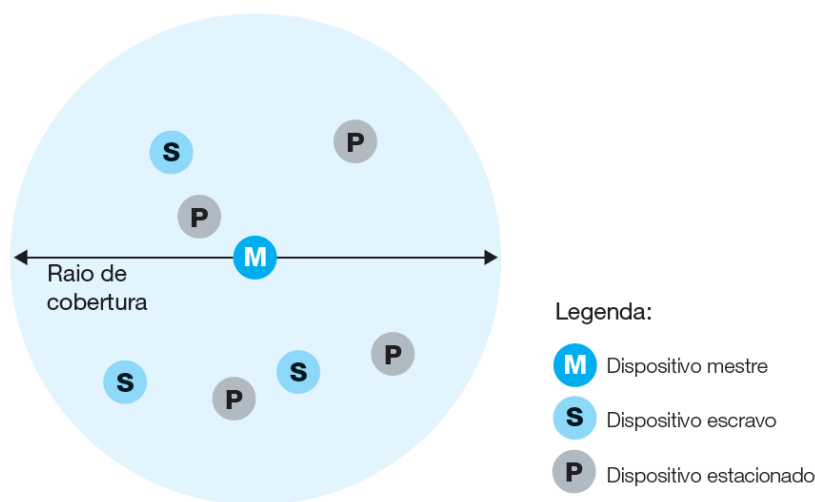 S
P
P
M
Raio de
cobertura
S
P
S
P
Legenda:
M Dispositivo mestre
S Dispositivo escravo
P Dispositivo estacionado